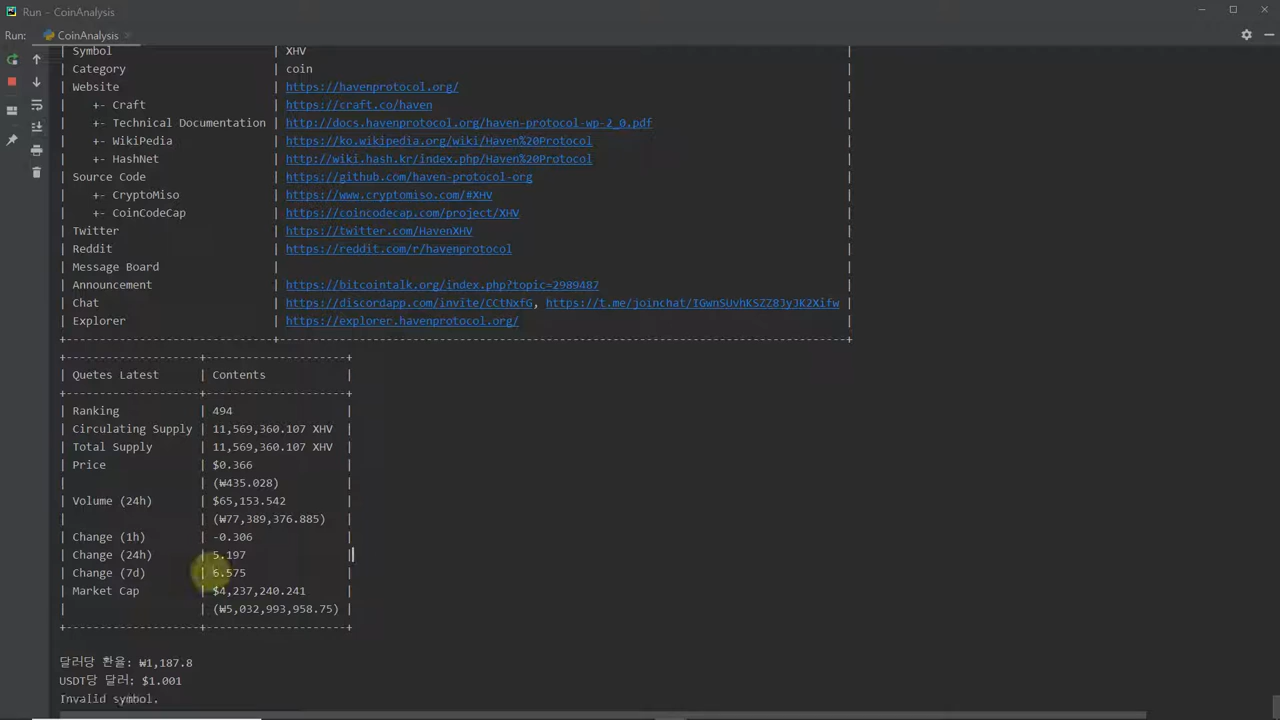 Run – CoinAnalysis
Run: CoinAnalysis
| Symbol | XHV |
| Category | coin |
| Website | https://havenprotocol.org/ |
| +- Craft | https://craft.co/haven |
| +- Technical Documentation | http://docs.havenprotocol.org/haven-protocol-wp-2_0.pdf |
| +- WikiPedia | https://ko.wikipedia.org/wiki/Haven%20Protocol |
| +- HashNet | http://wiki.hash.kr/index.php/Haven%20Protocol |
| Source Code | https://github.com/haven-protocol-org |
| +- CryptoMiso | https://www.cryptomiso.com/#XHV |
| +- CoinCodeCap | https://coincodecap.com/project/XHV |
| Twitter | https://twitter.com/HavenXHV |
| Reddit | https://reddit.com/r/havenprotocol |
| Message Board | |
| Announcement | https://bitcointalk.org/index.php?topic=2989487 |
| Chat | https://discordapp.com/invite/CCtNxfG, https://t.me/joinchat/IGwnSUvhKSZZ8JyJK2Xifw |
| Explorer | https://explorer.havenprotocol.org/ |
| Quetes Latest | Contents |
| Ranking | 494 |
| Circulating Supply | 11,569,360.107 XHV |
| Total Supply | 11,569,360.107 XHV |
| Price | $0.366 |
| | (₩435.028) |
| Volume (24h) | $65,153.542 |
| | (₩77,389,376.885) |
| Change (1h) | -0.306 |
| Change (24h) | 5.197 |
| Change (7d) | 6.575 |
| Market Cap | $4,237,240.241 |
| | (₩5,032,993,958.75) |
달러당 환율: ₩1,187.8
USDT당 달러: $1.001
Invalid symbol.